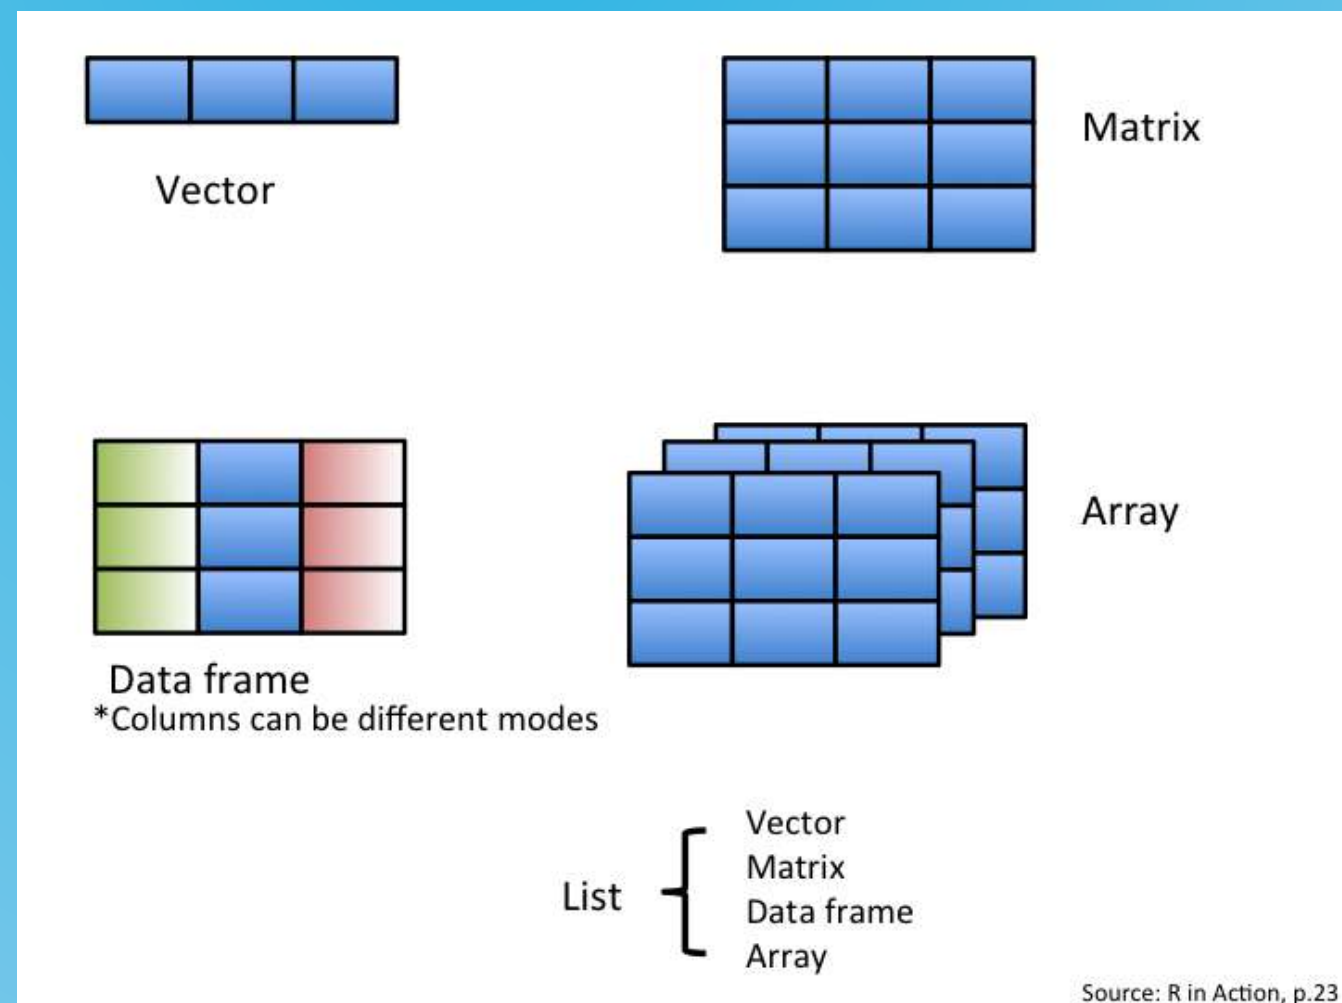 Vector
Matrix
Data frame
*Columns can be different modes
Array
List
Vector
Matrix
Data frame
Array
Source: R in Action, p.23